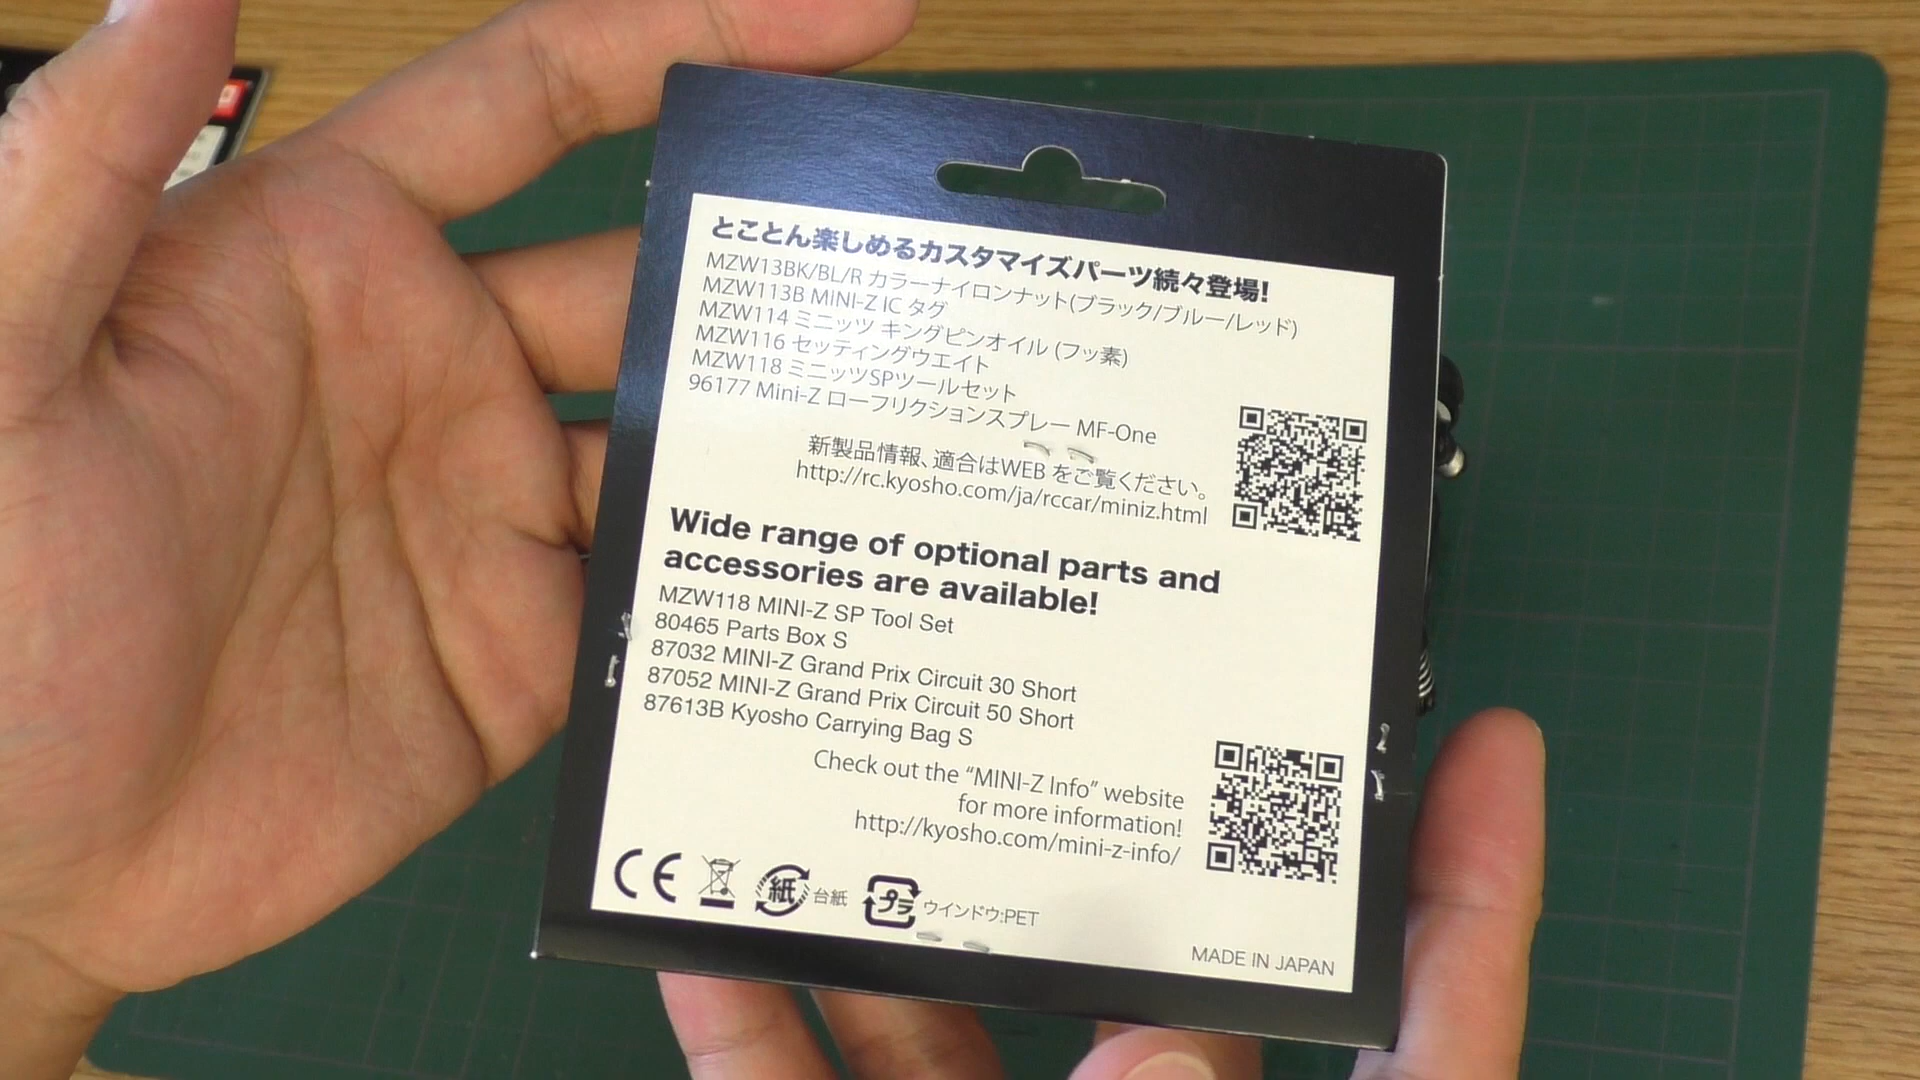 とことん楽しめるカスタマイズパーツ続々登場!
MZW13BK/BL/R カラーナイロンナット(ブラック/ブルー/レッド)
MZW113B MINI-Z IC タグ
MZW114 ミニッツ キングピンオイル (フッ素)
MZW116 セッティングウエイト
MZW118 ミニッツSPツールセット
96177 Mini-Z ローフリクションスプレー MF-One
新製品情報、適合はWEB をご覧ください。
http://rc.kyosho.com/ja/rccar/miniz.html
Wide range of optional parts and
accessories are available!
MZW118 MINI-Z SP Tool Set
80465 Parts Box S
87032 MINI-Z Grand Prix Circuit 30 Short
87052 MINI-Z Grand Prix Circuit 50 Short
87613B Kyosho Carrying Bag S
Check out the “MINI-Z Info” website
for more information!
http://kyosho.com/mini-z-info/
CE 紙 台紙 プラ ウインドウ:PET
MADE IN JAPAN